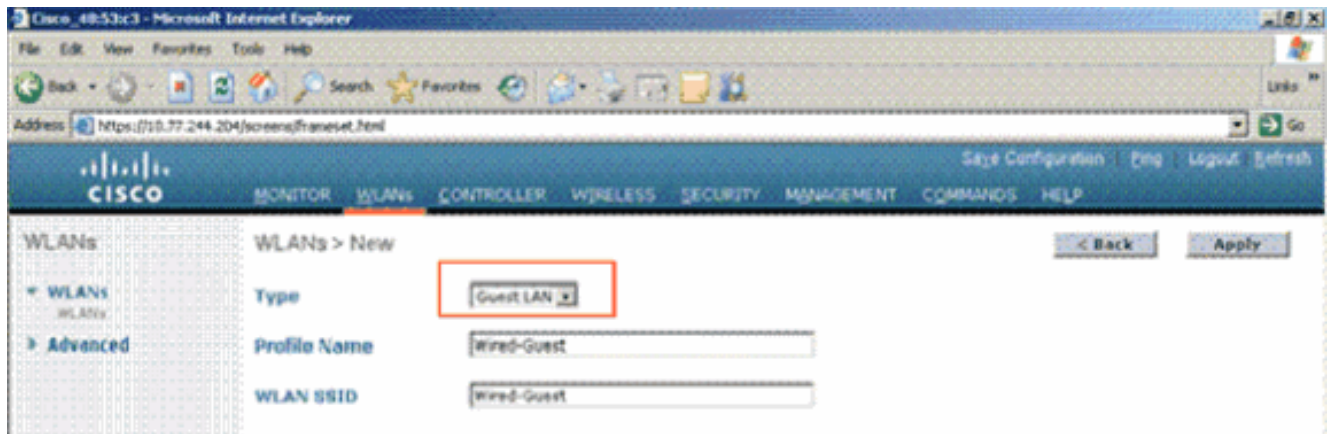 Cisco_48:53:c3 - Microsoft Internet Explorer
File Edit View Favorites Tools Help
Back Search Favorites Links
Address https://10.77.244.204/screens/frameset.html Go
Save Configuration Ping Logout Refresh
CISCO MONITOR WLANs CONTROLLER WIRELESS SECURITY MANAGEMENT COMMANDS HELP
WLANs WLANs > New < Back Apply
WLANs Type Guest LAN
WLANs
Advanced Profile Name Wired-Guest
WLAN SSID Wired-Guest